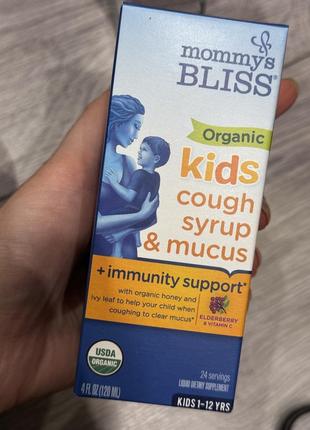 mommy's
BLISS®
Organic
kids
cough
syrup
& mucus
+ immunity support*
with organic honey and
ivy leaf to help your child when
coughing to clear mucus*
ELDERBERRY
& VITAMIN C
USDA
ORGANIC
24 servings
LIQUID DIETARY SUPPLEMENT
4 FL OZ (120 ML)
KIDS 1-12 YRS